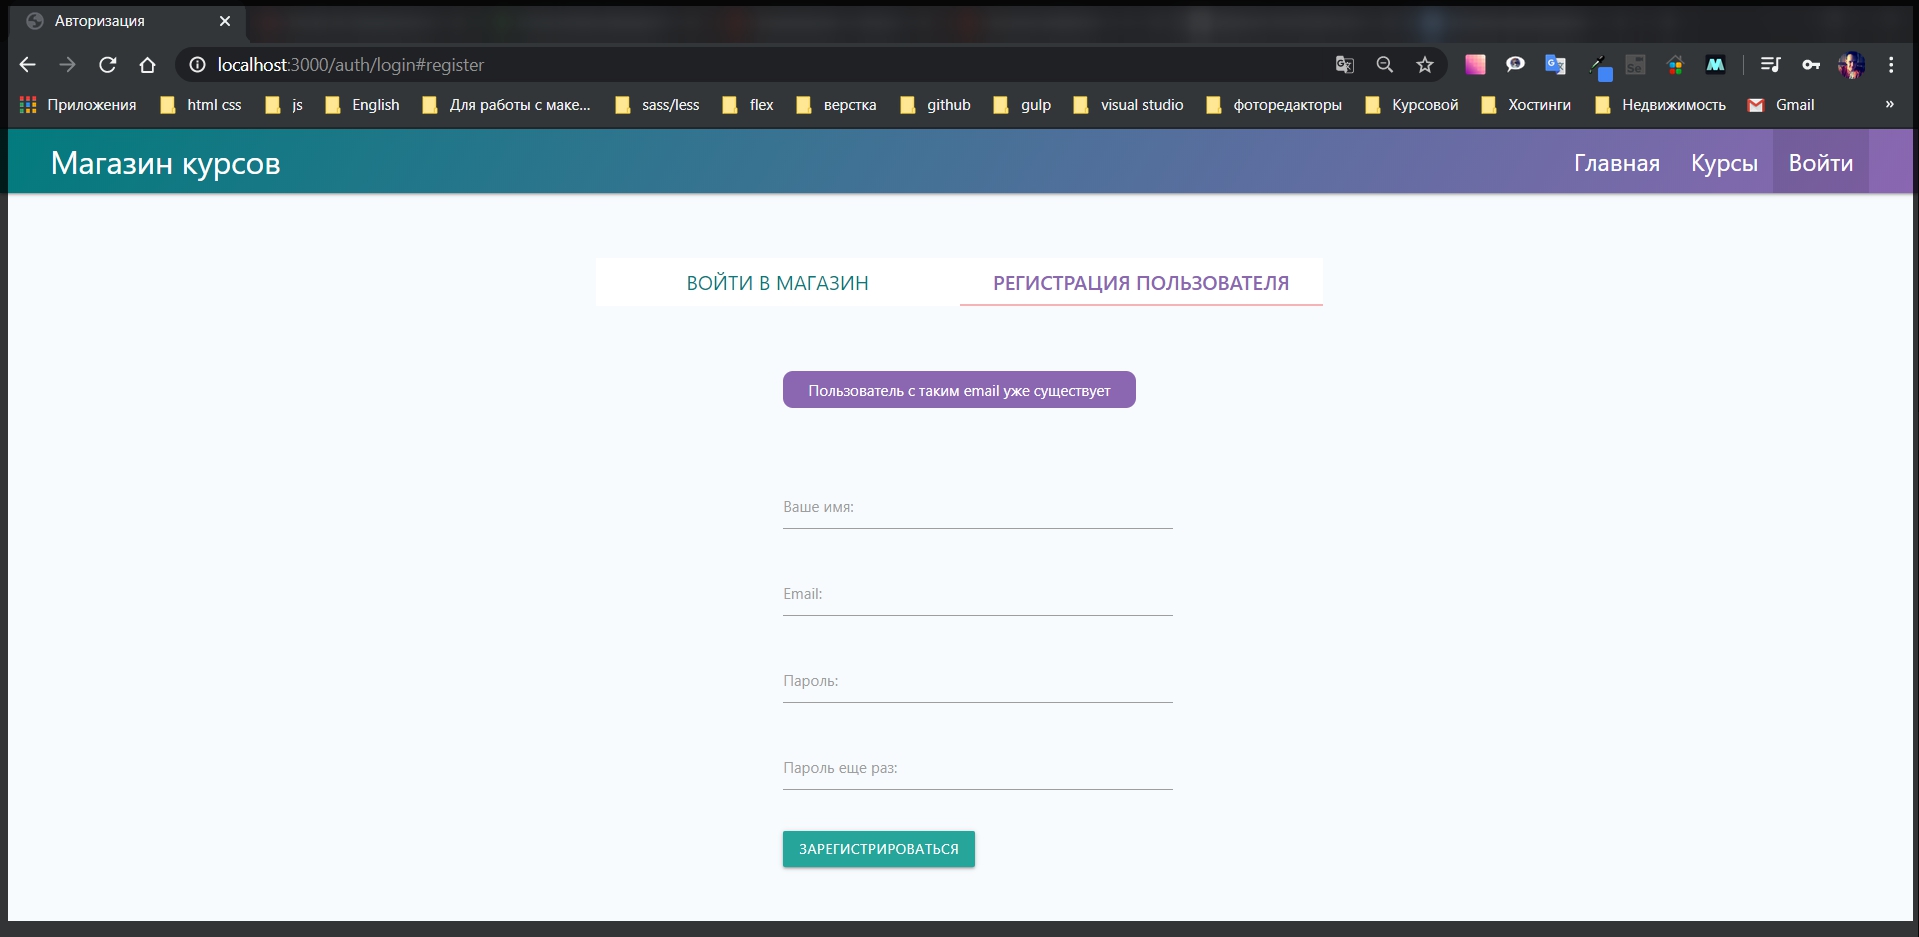 Авторизация
localhost:3000/auth/login#register
Приложения html css js English Для работы с маке... sass/less flex верстка github gulp visual studio фоторедакторы Курсовой Хостинги Недвижимость Gmail »
Магазин курсов Главная Курсы Войти
ВОЙТИ В МАГАЗИН РЕГИСТРАЦИЯ ПОЛЬЗОВАТЕЛЯ
Пользователь с таким email уже существует
Ваше имя:
Email:
Пароль:
Пароль еще раз:
ЗАРЕГИСТРИРОВАТЬСЯ